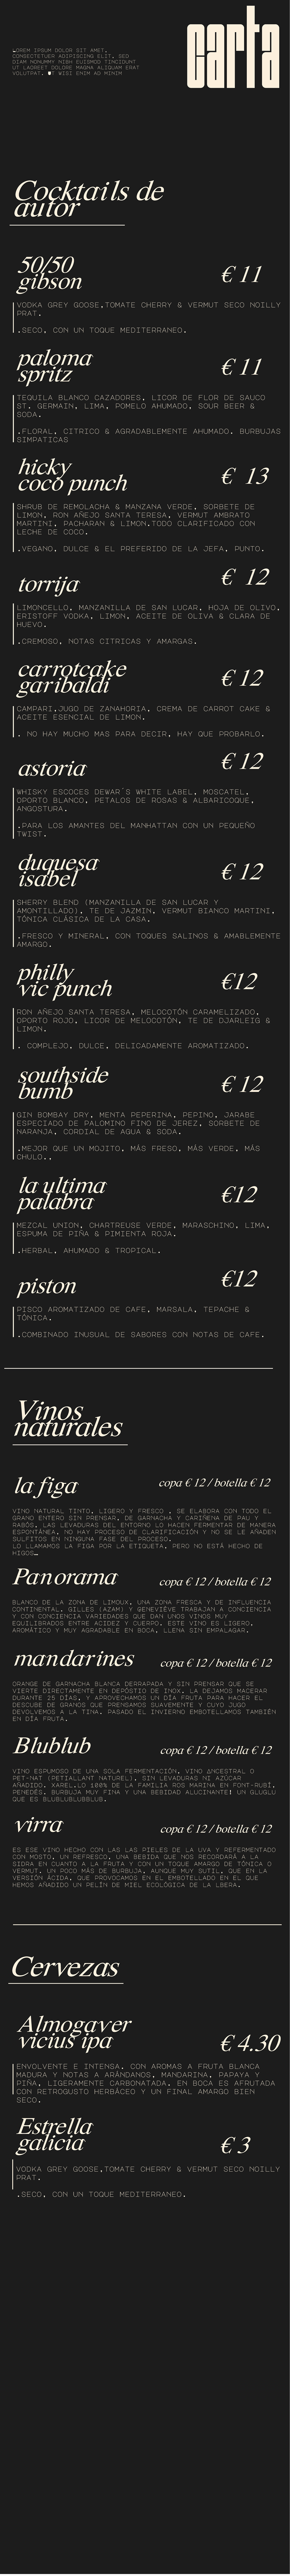 LOREM IPSUM DOLOR SIT AMET,
CONSECTETUER ADIPISCING ELIT, SED
DIAM NONUMMY NIBH EUISMOD TINCIDUNT
UT LAOREET DOLORE MAGNA ALIQUAM ERAT
VOLUTPAT. UT WISI ENIM AD MINIM
carta
Cocktails de
autor
50/50
gibson
€ 11
VODKA GREY GOOSE,TOMATE CHERRY & VERMUT SECO NOILLY
PRAT.
.SECO, CON UN TOQUE MEDITERRANEO.
paloma
spritz
€ 11
TEQUILA BLANCO CAZADORES, LICOR DE FLOR DE SAUCO
ST. GERMAIN, LIMA, POMELO AHUMADO, SOUR BEER &
SODA.
.FLORAL, CITRICO & AGRADABLEMENTE AHUMADO. BURBUJAS
SIMPATICAS
hicky
coco punch
€ 13
SHRUB DE REMOLACHA & MANZANA VERDE, SORBETE DE
LIMON, RON AÑEJO SANTA TERESA, VERMUT AMBRATO
MARTINI, PACHARAN & LIMON.TODO CLARIFICADO CON
LECHE DE COCO.
.VEGANO, DULCE & EL PREFERIDO DE LA JEFA, PUNTO.
torrija
€ 12
LIMONCELLO, MANZANILLA DE SAN LUCAR, HOJA DE OLIVO,
ERISTOFF VODKA, LIMON, ACEITE DE OLIVA & CLARA DE
HUEVO.
.CREMOSO, NOTAS CITRICAS Y AMARGAS.
carrotcake
garibaldi
€ 12
CAMPARI,JUGO DE ZANAHORIA, CREMA DE CARROT CAKE &
ACEITE ESENCIAL DE LIMON.
. NO HAY MUCHO MAS PARA DECIR, HAY QUE PROBARLO.
astoria
€ 12
WHISKY ESCOCES DEWAR´S WHITE LABEL, MOSCATEL,
OPORTO BLANCO, PETALOS DE ROSAS & ALBARICOQUE,
ANGOSTURA.
.PARA LOS AMANTES DEL MANHATTAN CON UN PEQUEÑO
TWIST.
duquesa
isabel
€ 12
SHERRY BLEND (MANZANILLA DE SAN LUCAR Y
AMONTILLADO), TE DE JAZMIN, VERMUT BIANCO MARTINI,
TÓNICA CLÁSICA DE LA CASA.
.FRESCO Y MINERAL, CON TOQUES SALINOS & AMABLEMENTE
AMARGO.
philly
vic punch
€12
RON AÑEJO SANTA TERESA, MELOCOTÓN CARAMELIZADO,
OPORTO ROJO, LICOR DE MELOCOTÓN, TE DE DJARLEIG &
LIMON.
. COMPLEJO, DULCE, DELICADAMENTE AROMATIZADO.
southside
bumb
€ 12
GIN BOMBAY DRY, MENTA PEPERINA, PEPINO, JARABE
ESPECIADO DE PALOMINO FINO DE JEREZ, SORBETE DE
NARANJA, CORDIAL DE AGUA & SODA.
.MEJOR QUE UN MOJITO, MÁS FRESO, MÁS VERDE, MÁS
CHULO..
la ultima
palabra
€12
MEZCAL UNION, CHARTREUSE VERDE, MARASCHINO, LIMA,
ESPUMA DE PIÑA & PIMIENTA ROJA.
.HERBAL, AHUMADO & TROPICAL.
piston
€12
PISCO AROMATIZADO DE CAFE, MARSALA, TEPACHE &
TÓNICA.
.COMBINADO INUSUAL DE SABORES CON NOTAS DE CAFE.
Vinos
naturales
la figa
copa € 12 / botella € 12
VINO NATURAL TINTO, LIGERO Y FRESCO . SE ELABORA CON TODO EL
GRANO ENTERO SIN PRENSAR, DE GARNACHA Y CARIÑENA DE PAU Y
RABÓS. LAS LEVADURAS DEL ENTORNO LO HACEN FERMENTAR DE MANERA
ESPONTÁNEA, NO HAY PROCESO DE CLARIFICACIÓN Y NO SE LE AÑADEN
SULFITOS EN NINGUNA FASE DEL PROCESO.
LO LLAMAMOS LA FIGA POR LA ETIQUETA, PERO NO ESTÁ HECHO DE
HIGOS…
Panorama
copa € 12 / botella € 12
BLANCO DE LA ZONA DE LIMOUX, UNA ZONA FRESCA Y DE INFLUENCIA
CONTINENTAL. GILLES (AZAM) Y GENEVIÈVE TRABAJAN A CONCIENCIA
Y CON CONCIENCIA VARIEDADES QUE DAN UNOS VINOS MUY
EQUILIBRADOS ENTRE ACIDEZ Y CUERPO. ESTE VINO ES LIGERO,
AROMÁTICO Y MUY AGRADABLE EN BOCA, LLENA SIN EMPALAGAR.
mandarines
copa € 12 / botella € 12
ORANGE DE GARNACHA BLANCA DERRAPADA Y SIN PRENSAR QUE SE
VIERTE DIRECTAMENTE EN DEPÓSTIO DE INOX. LA DEJAMOS MACERAR
DURANTE 25 DÍAS, Y APROVECHAMOS UN DÍA FRUTA PARA HACER EL
DESCUBE DE GRANOS QUE PRENSAMOS SUAVEMENTE Y CUYO JUGO
DEVOLVEMOS A LA TINA. PASADO EL INVIERNO EMBOTELLAMOS TAMBIÉN
EN DÍA FRUTA.
Blublub
copa € 12 / botella € 12
VINO ESPUMOSO DE UNA SOLA FERMENTACIÓN, VINO ANCESTRAL O
PET-NAT (PETIALLANT NATUREL), SIN LEVADURAS NI AZÚCAR
AÑADIDO. XAREL.LO 100% DE LA FAMILIA ROS MARINA EN FONT-RUBÍ,
PENEDÈS. BURBUJA MUY FINA Y UNA BEBIDAD ALUCINANTE! UN GLUGLU
QUE ES BLUBLUBLUBBLUB.
virra
copa € 12 / botella € 12
ES ESE VINO HECHO CON LAS LAS PIELES DE LA UVA Y REFERMENTADO
CON MOSTO. UN REFRESCO, UNA BEBIDA QUE NOS RECORDARÁ A LA
SIDRA EN CUANTO A LA FRUTA Y CON UN TOQUE AMARGO DE TÓNICA O
VERMUT. UN POCO MÁS DE BURBUJA, AUNQUE MUY SUTIL, QUE EN LA
VERSIÓN ÁCIDA, QUE PROVOCAMOS EN EL EMBOTELLADO EN EL QUE
HEMOS AÑADIDO UN PELÍN DE MIEL ECOLÓGICA DE LA LBERA.
Cervezas
Almogaver
vicius ipa
€ 4.30
ENVOLVENTE E INTENSA. CON AROMAS A FRUTA BLANCA
MADURA Y NOTAS A ARÁNDANOS, MANDARINA, PAPAYA Y
PIÑA. LIGERAMENTE CARBONATADA. EN BOCA ES AFRUTADA
CON RETROGUSTO HERBÁCEO Y UN FINAL AMARGO BIEN
SECO.
Estrella
galicia
€ 3
VODKA GREY GOOSE,TOMATE CHERRY & VERMUT SECO NOILLY
PRAT.
.SECO, CON UN TOQUE MEDITERRANEO.